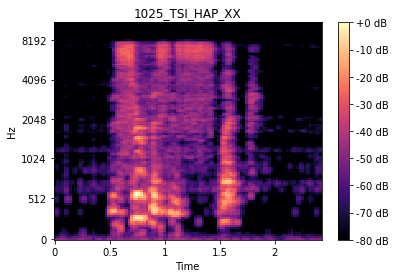 1025_TSI_HAP_XX
8192
4096
2048
1024
512
0
Hz
0
0.5
1
1.5
2
Time
+0 dB
-10 dB
-20 dB
-30 dB
-40 dB
-50 dB
-60 dB
-70 dB
-80 dB